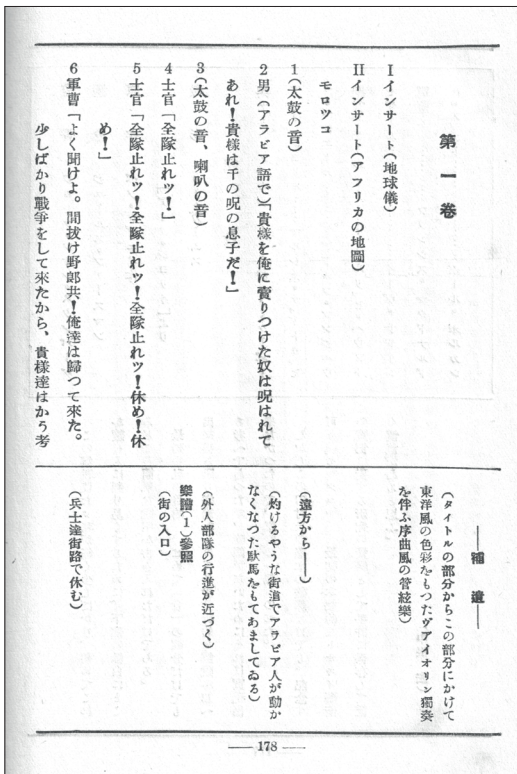 第一卷
Ⅰインサート(地球儀)
Ⅱインサート(アフリカの地圖)
モロツコ
1(太鼓の音)
2男(アラビア語で)「貴樣を俺に賣りつけた奴は呪はれて
あれ!貴樣は千の呪の息子だ!」
3(太鼓の音、喇叭の音)
4士官「全隊止れツ!」
5士官「全隊止れツ!全隊止れツ!全隊止れツ!休め!休
め!」
6軍曹「よく聞けよ。間拔け野郎共!俺達は歸つて來た。
少しばかり戰爭をして來たから、貴樣達はかう考
――補遺――
(タイトルの部分からこの部分にかけて
東洋風の色彩をもつたヴアイオリン獨奏
を伴ふ序曲風の管絃樂)
(遠方から――)
(灼けるやうな街道でアラビア人が動か
なくなつた駄馬をもてあましてゐる)
(外人部隊の行進が近づく)
樂譜(1)參照
(街の入口)
(兵士達街路で休む)
―― 178 ――